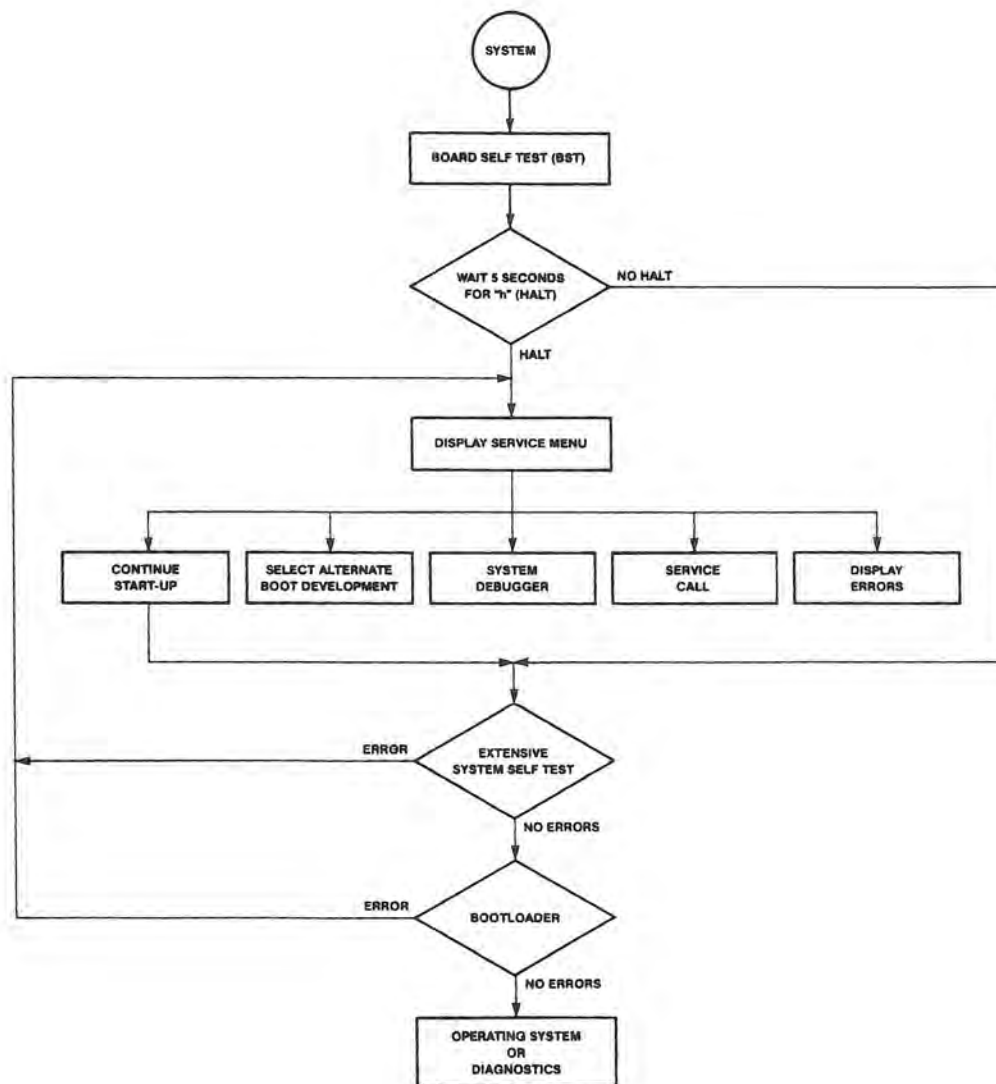 SYSTEM
BOARD SELF TEST (BST)
WAIT 5 SECONDS
FOR "h" (HALT)
NO HALT
HALT
DISPLAY SERVICE MENU
CONTINUE
START-UP
SELECT ALTERNATE
BOOT DEVELOPMENT
SYSTEM
DEBUGGER
SERVICE
CALL
DISPLAY
ERRORS
ERROR
EXTENSIVE
SYSTEM SELF TEST
NO ERRORS
ERROR
BOOTLOADER
NO ERRORS
OPERATING SYSTEM
OR
DIAGNOSTICS